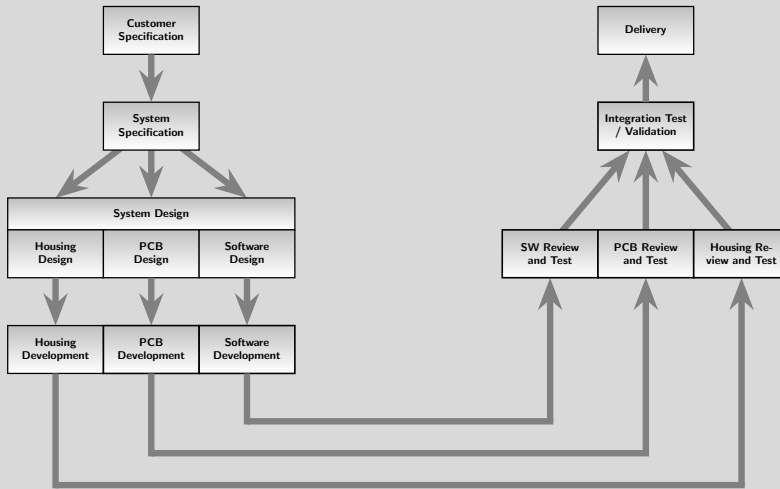 Customer
Specification
Delivery
System
Specification
Integration Test
/ Validation
System Design
Housing
Design
PCB
Design
Software
Design
SW Review
and Test
PCB Review
and Test
Housing Re-
view and Test
Housing
Development
PCB
Development
Software
Development